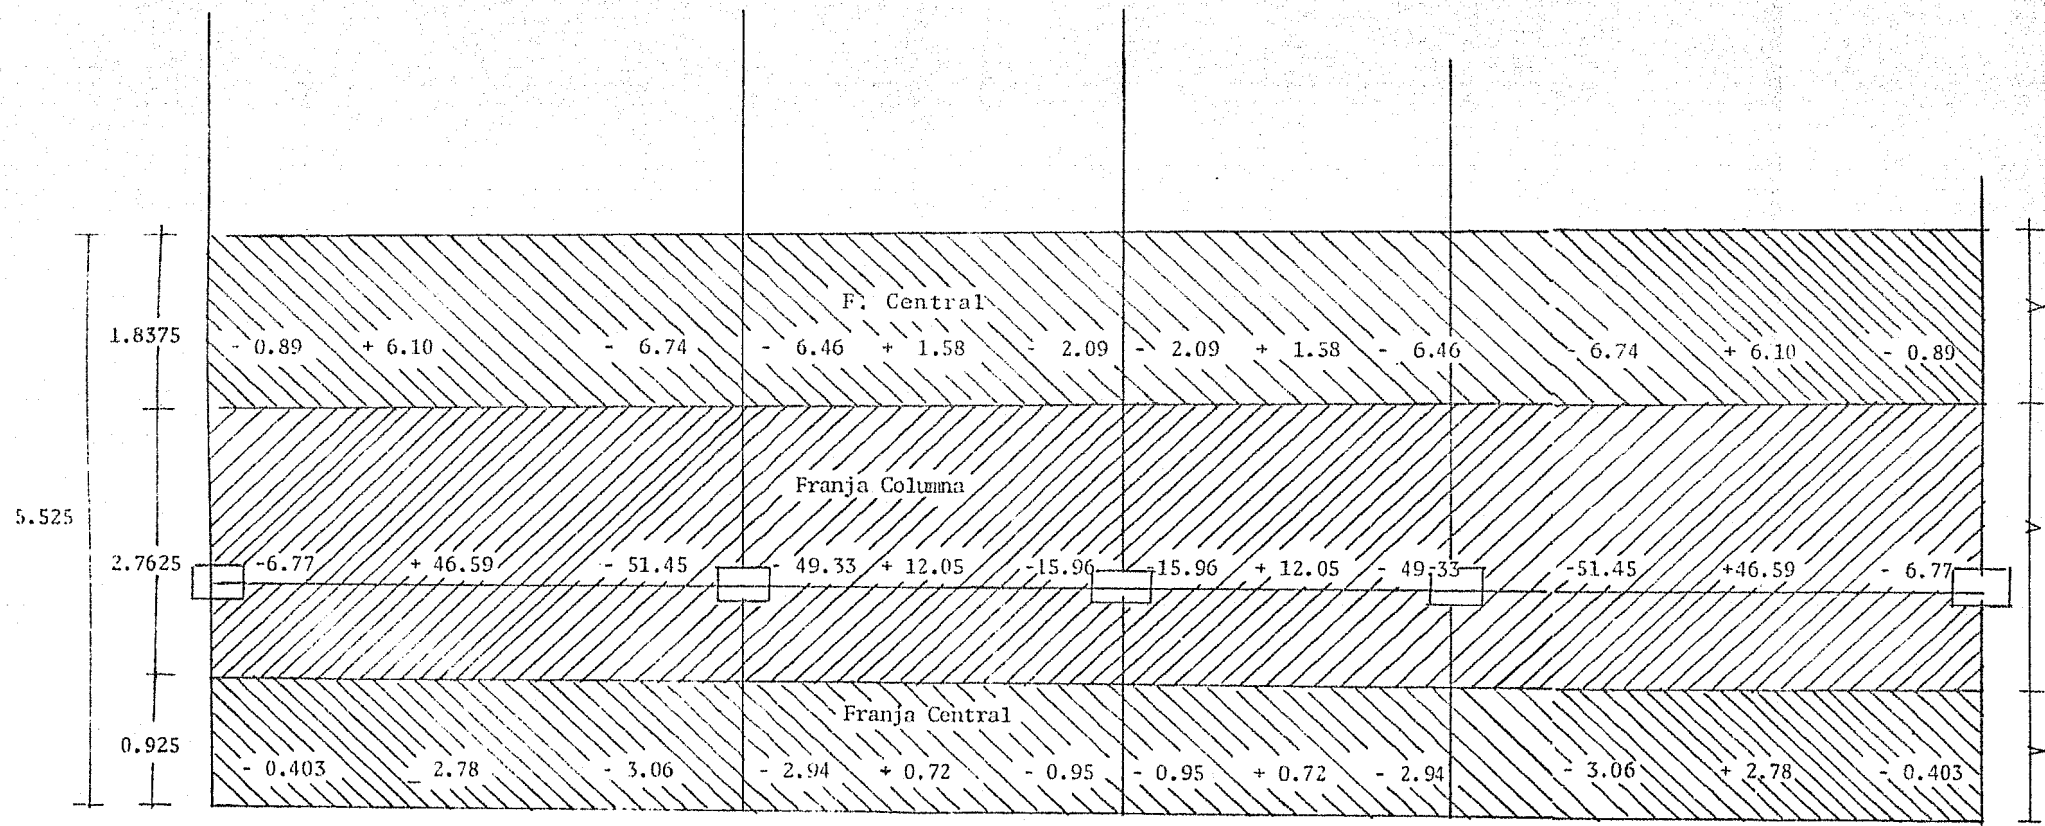 F. Central
1.8375
- 0.89 + 6.10 - 6.74 - 6.46 + 1.58 - 2.09 - 2.09 + 1.58 - 6.46 - 6.74 + 6.10 - 0.89
Franja Columna
5.525
2.7625
-6.77 + 46.59 - 51.45 - 49.33 + 12.05 -15.96 -15.96 + 12.05 - 49.33 -51.45 +46.59 - 6.77
Franja Central
0.925
- 0.403 _ 2.78 - 3.06 - 2.94 + 0.72 - 0.95 - 0.95 + 0.72 - 2.94 - 3.06 + 2.78 - 0.403